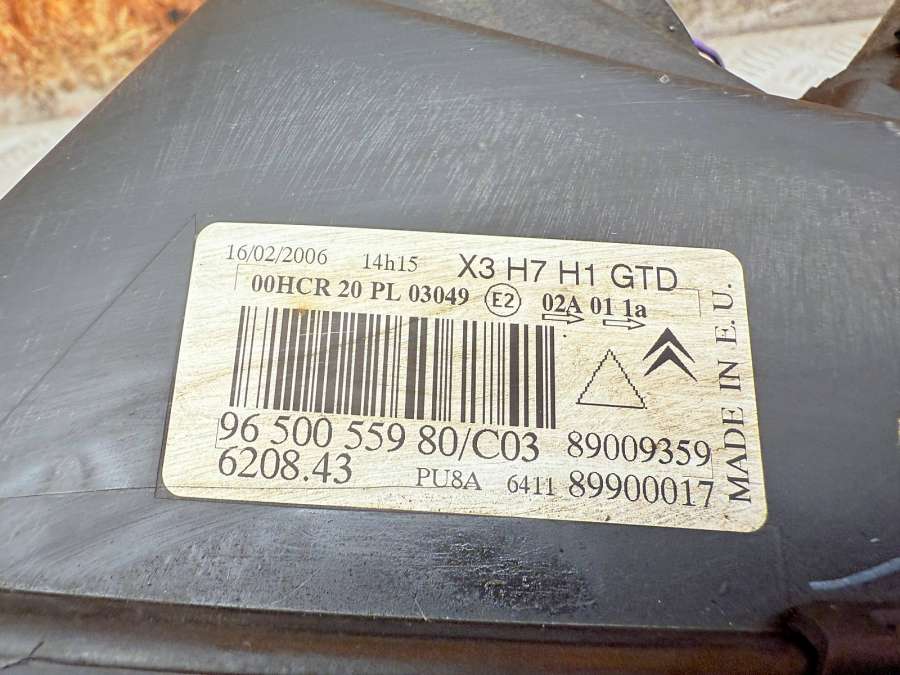 16/02/2006 14h15 X3 H7 H1 GTD
00HCR 20 PL 03049 E2 02A 01 1a
96 500 559 80/C03 89009359
6208.43 PU8A 6411 89900017
MADE IN E. U.